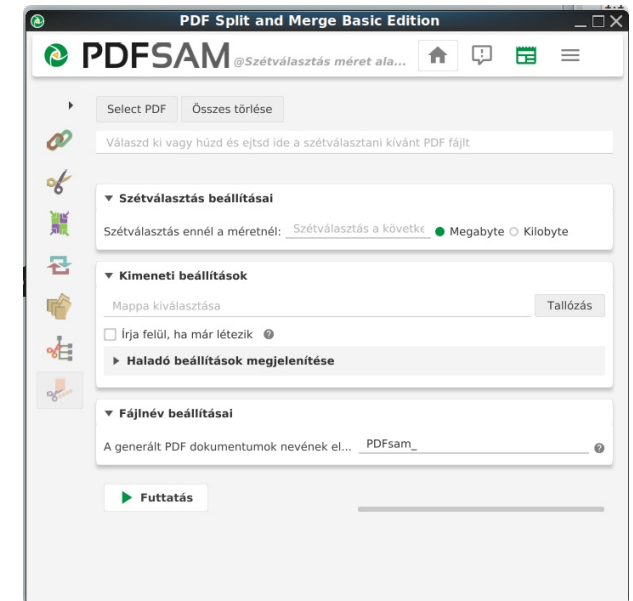 PDF Split and Merge Basic Edition
PDFSAM @Szétválasztás méret ala...
Select PDF Összes törlése
Válaszd ki vagy húzd és ejtsd ide a szétválasztani kívánt PDF fájlt
▼ Szétválasztás beállításai
Szétválasztás ennél a méretnél: Szétválasztás a követke Megabyte Kilobyte
▼ Kimeneti beállítások
Mappa kiválasztása Tallózás
Írja felül, ha már létezik
▶ Haladó beállítások megjelenítése
▼ Fájlnév beállításai
A generált PDF dokumentumok nevének el... PDFsam_
Futtatás